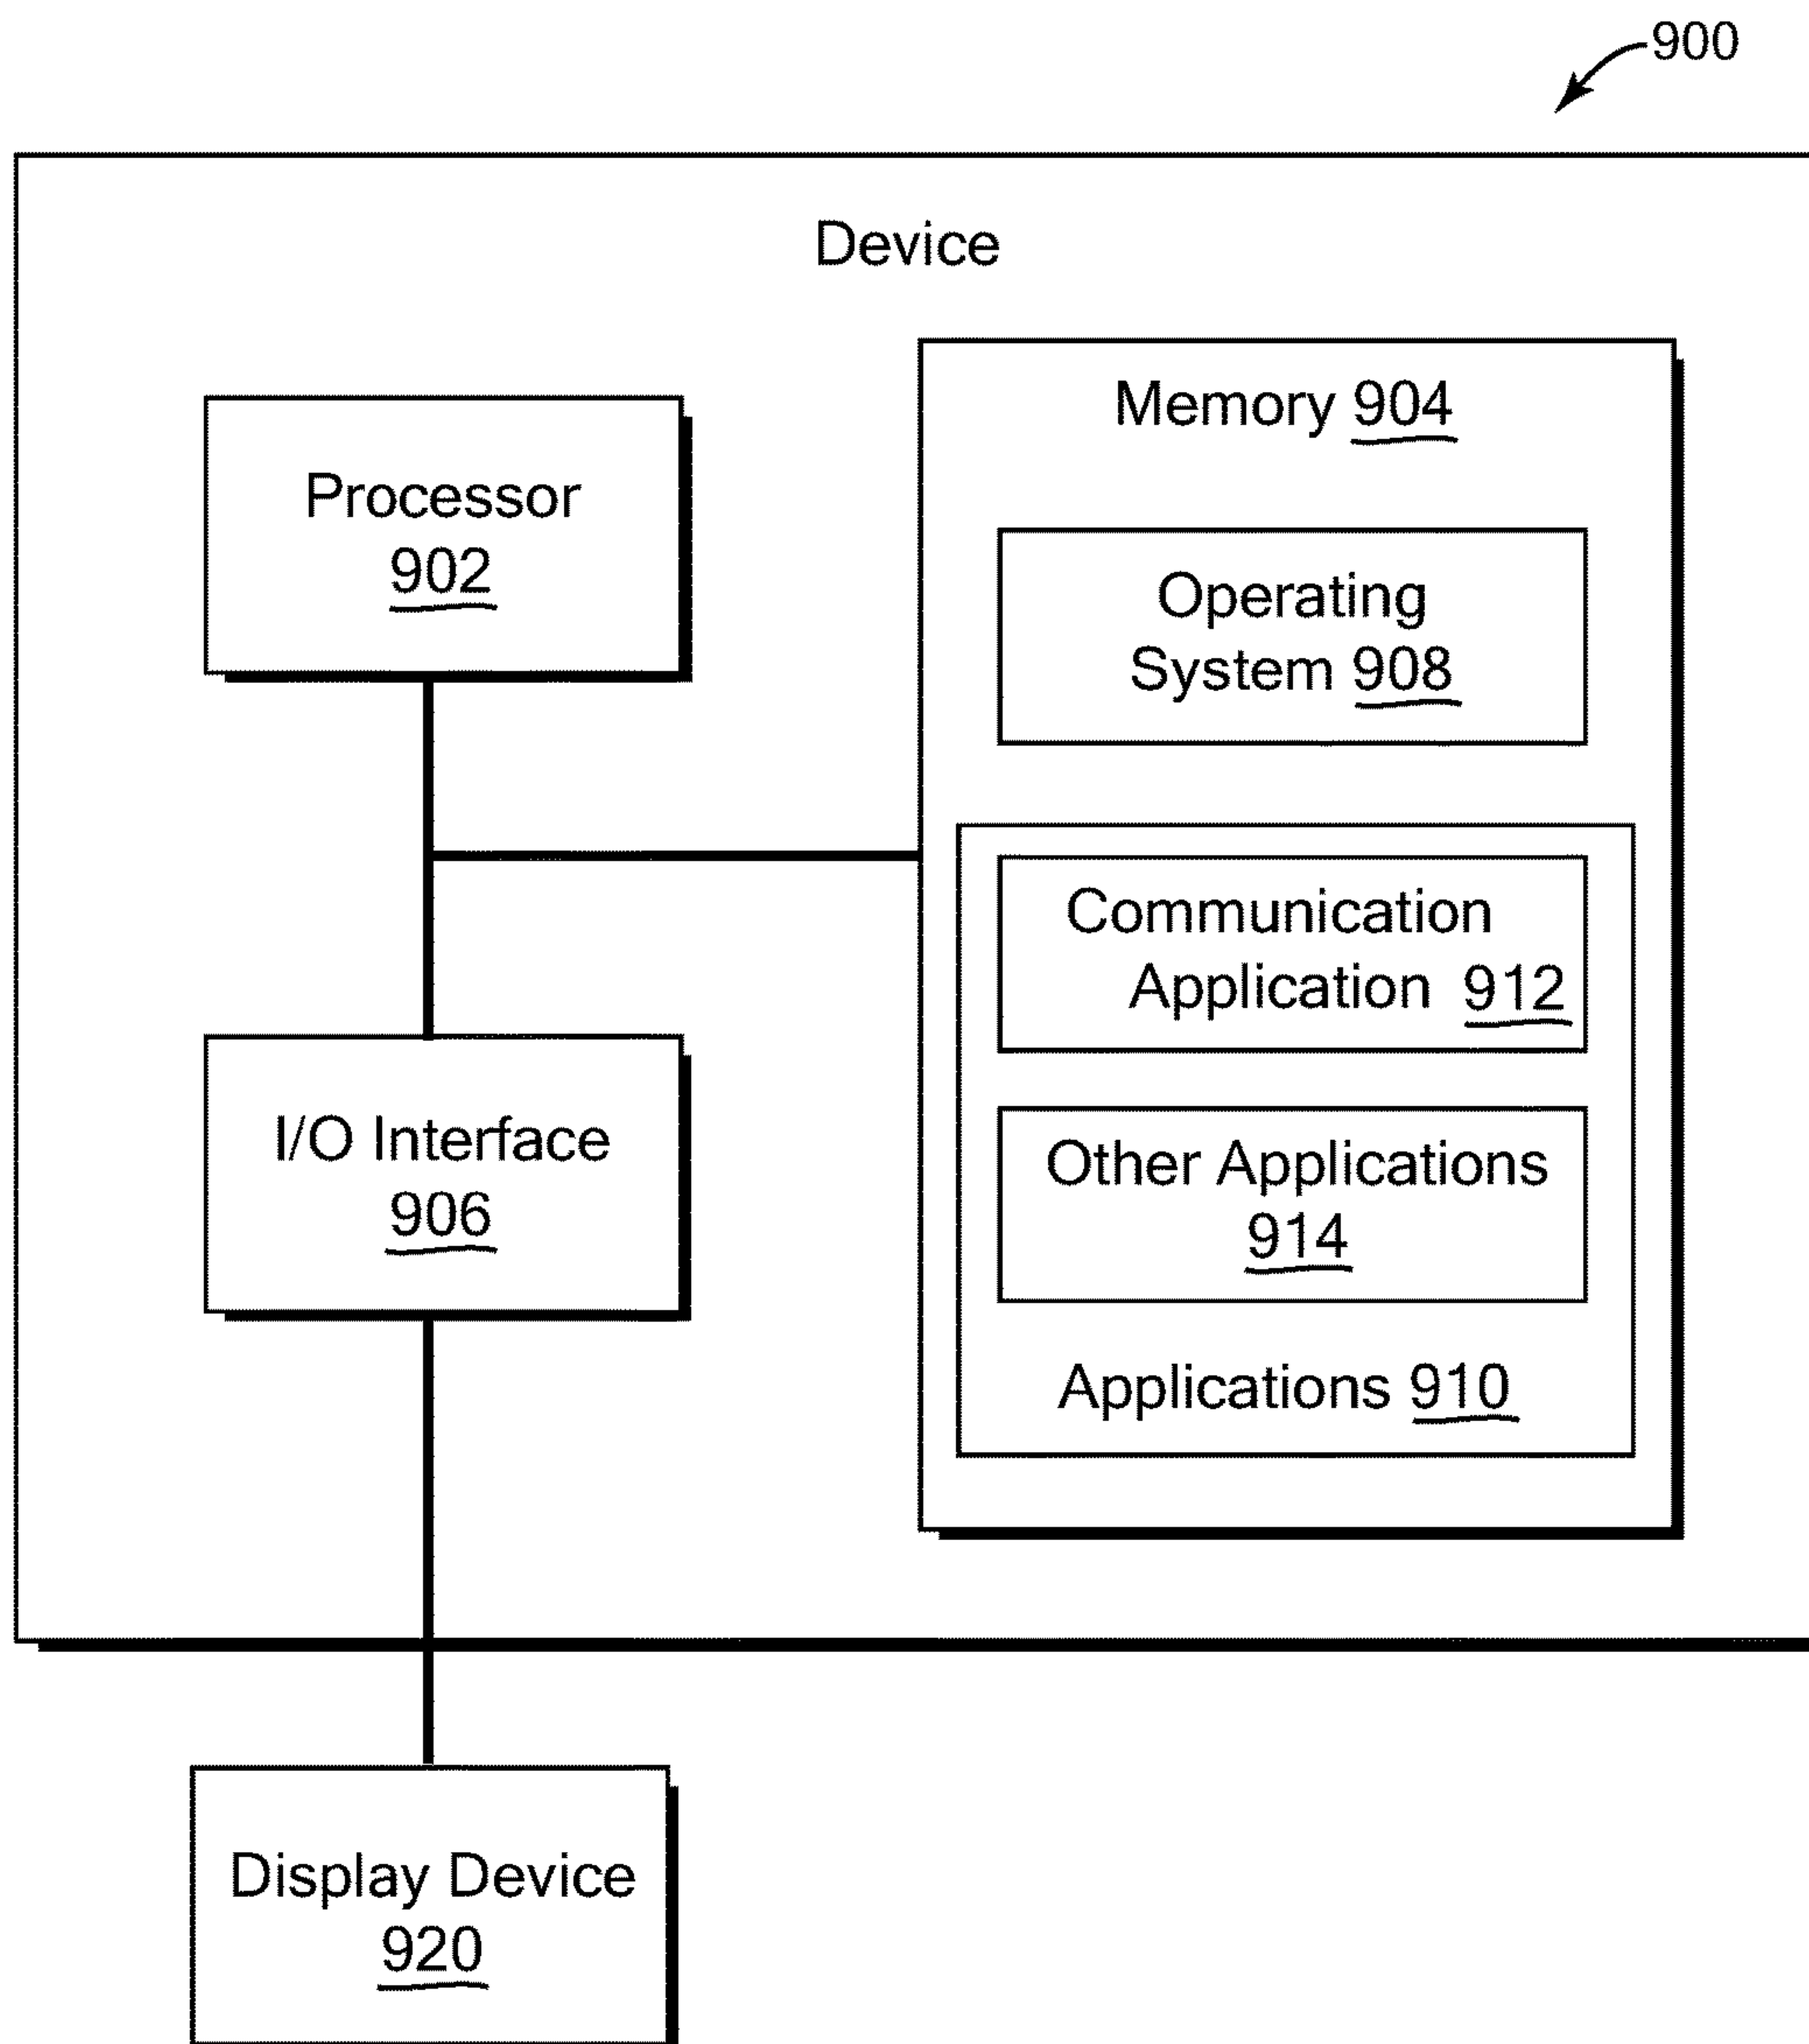 900
Device
Processor
902
Memory 904
Operating
System 908
Communication
Application 912
Other Applications
914
Applications 910
I/O Interface
906
Display Device
920